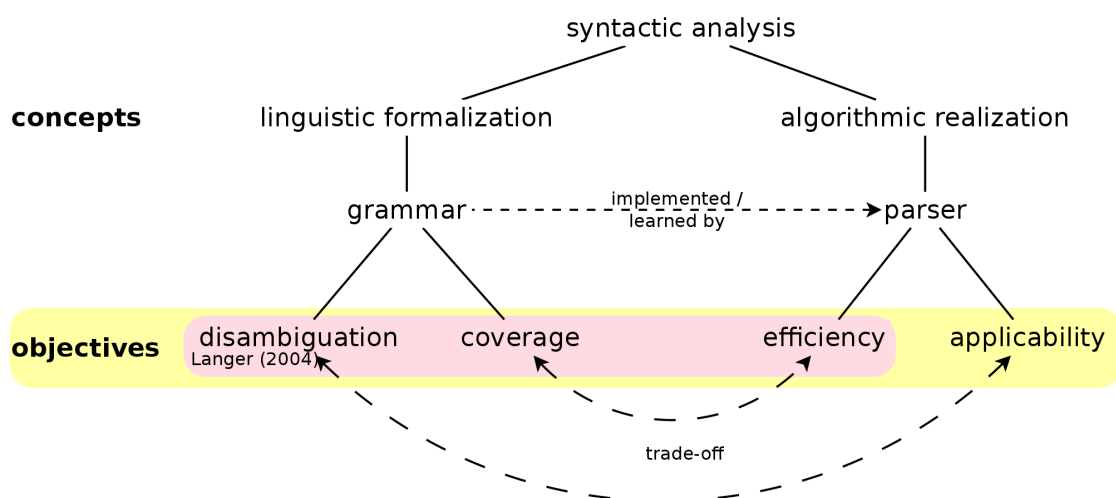 syntactic analysis
concepts
linguistic formalization
algorithmic realization
grammar
implemented /
learned by
parser
objectives
disambiguation
Langer (2004)
coverage
efficiency
applicability
trade-off